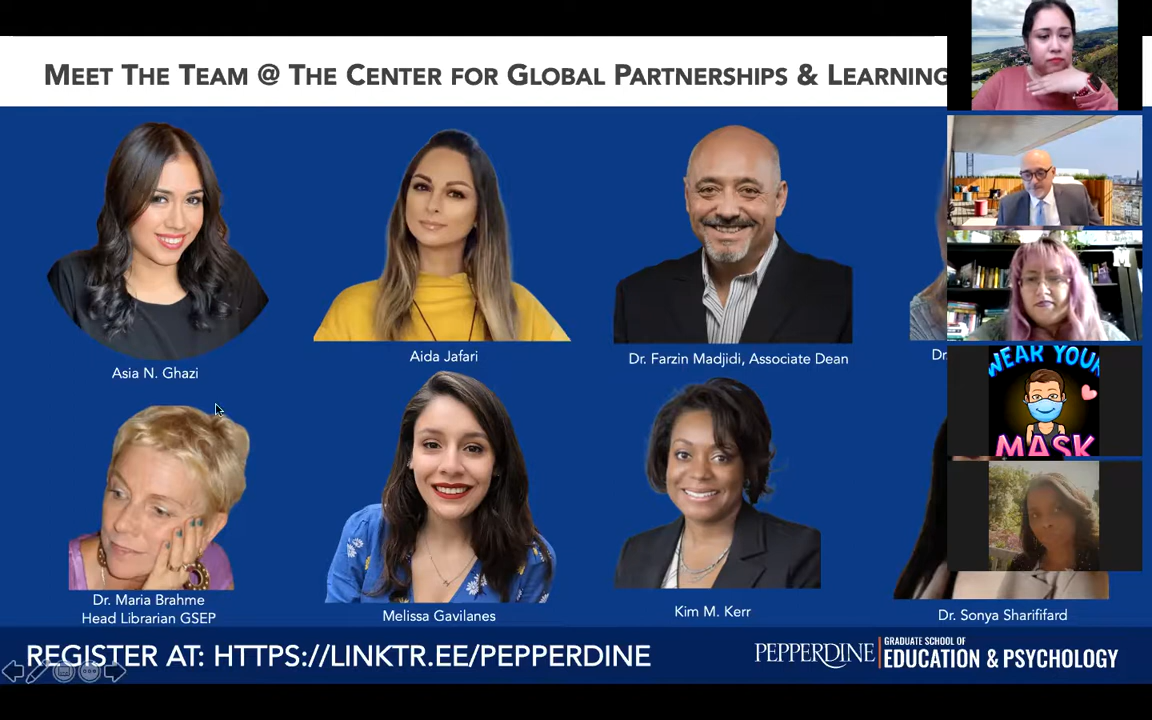 MEET THE TEAM @ THE CENTER FOR GLOBAL PARTNERSHIPS & LEARNING
Asia N. Ghazi
Aida Jafari
Dr. Farzin Madjidi, Associate Dean
Dr.
WEAR YOUR
MASK
Dr. Maria Brahme
Head Librarian GSEP
Melissa Gavilanes
Kim M. Kerr
Dr. Sonya Sharififard
REGISTER AT: HTTPS://LINKTR.EE/PEPPERDINE
PEPPERDINE
GRADUATE SCHOOL OF
EDUCATION & PSYCHOLOGY